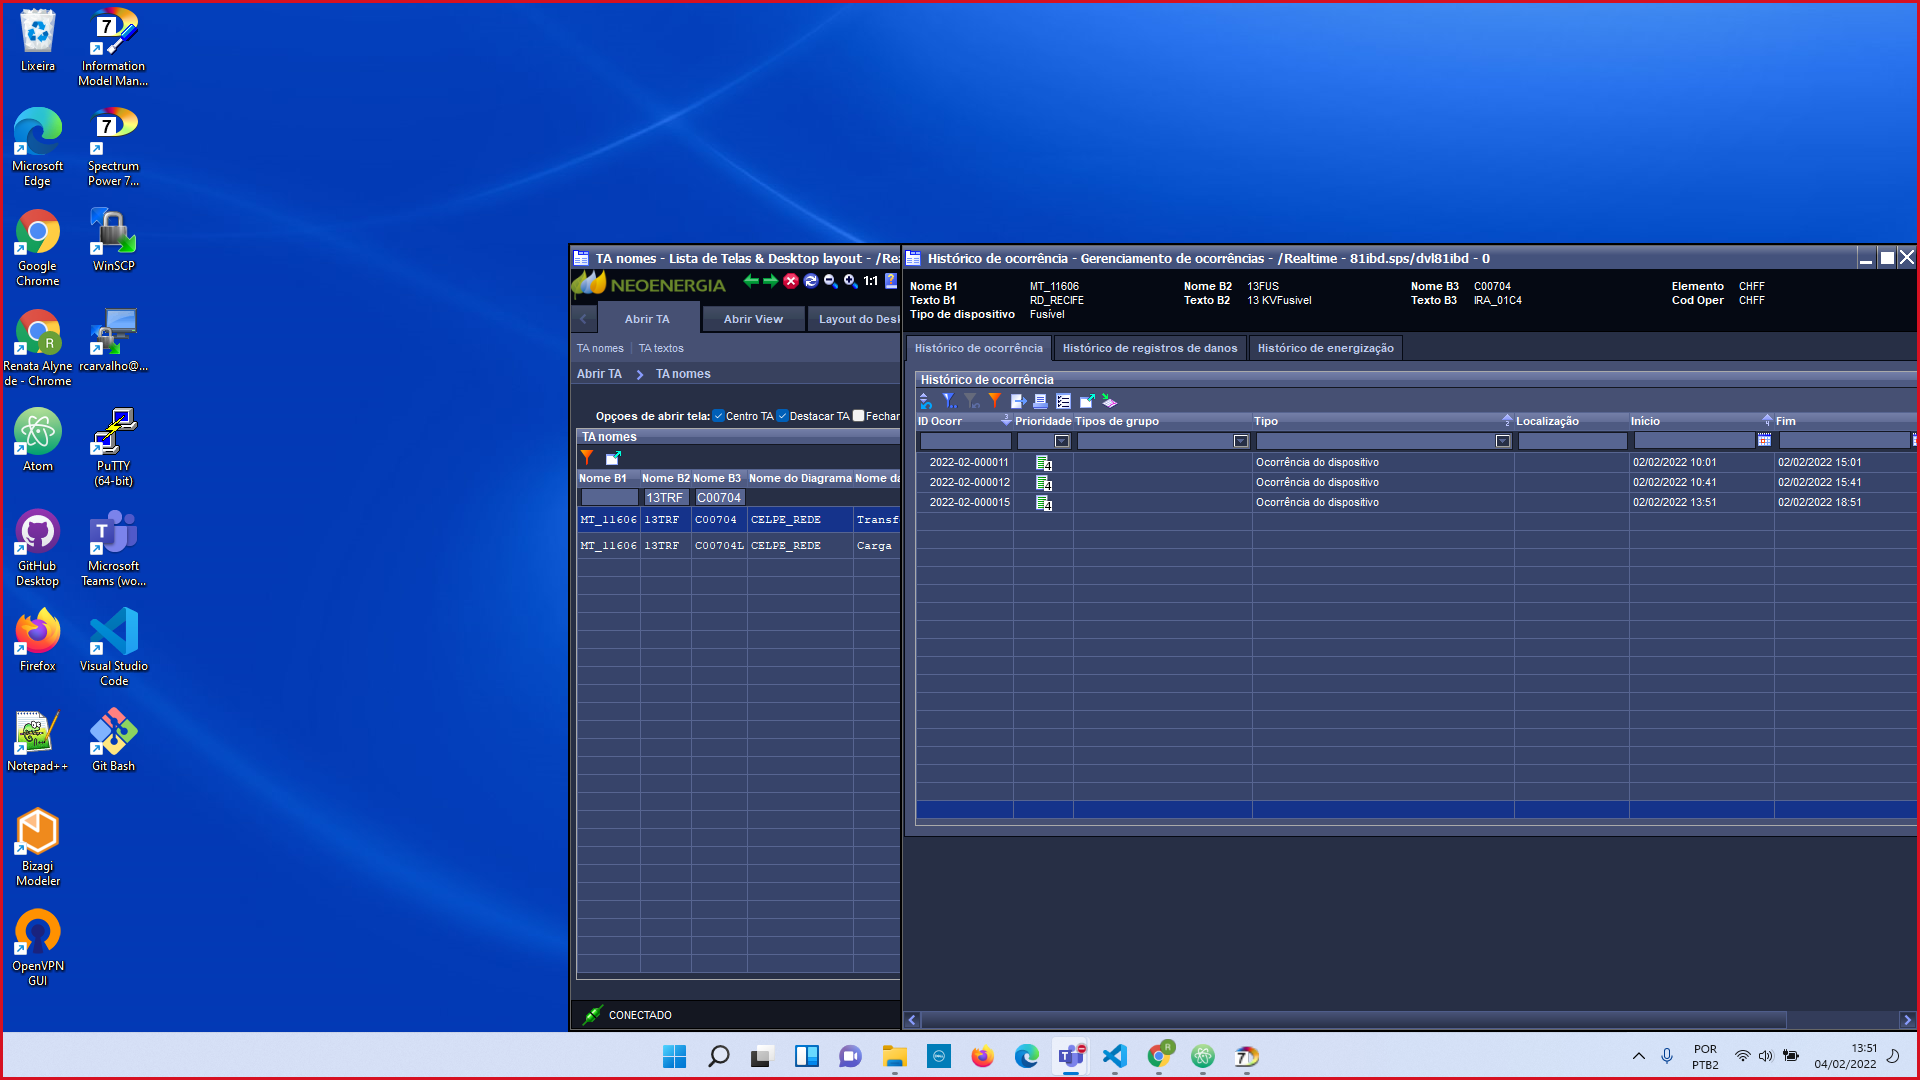 Lixeira
Information
Model Man...
Microsoft
Edge
7
Spectrum
Power 7...
Google
Chrome
WinSCP
Renata Alyne
de - Chrome
rcarvalho@...
Atom
PuTTY
(64-bit)
GitHub
Desktop
Microsoft
Teams (wo...
Firefox
Visual Studio
Code
Notepad++
Git Bash
Bizagi
Modeler
OpenVPN
GUI
TA nomes - Lista de Telas & Desktop layout - /Rea
NEOENERGIA
1:1
Abrir TA
Abrir View
Layout do Desk
TA nomes
TA textos
Abrir TA
TA nomes
Opçoes de abrir tela:
Centro TA
Destacar TA
Fechar
TA nomes
Nome B1 Nome B2 Nome B3 Nome do Diagrama Nome da
13TRF C00704
MT_11606 13TRF C00704 CELPE_REDE Transf
MT_11606 13TRF C00704L CELPE_REDE Carga
CONECTADO
Histórico de ocorrência - Gerenciamento de ocorrências - /Realtime - 81ibd.sps/dvl81ibd - 0
Nome B1 MT_11606 Nome B2 13FUS Nome B3 C00704 Elemento CHFF
Texto B1 RD_RECIFE Texto B2 13 KVFusivel Texto B3 IRA_01C4 Cod Oper CHFF
Tipo de dispositivo Fusível
Histórico de ocorrência
Histórico de registros de danos
Histórico de energização
Histórico de ocorrência
ID Ocorr Prioridade Tipos de grupo Tipo Localização Início Fim
2022-02-000011 4 Ocorrência do dispositivo 02/02/2022 10:01 02/02/2022 15:01
2022-02-000012 4 Ocorrência do dispositivo 02/02/2022 10:41 02/02/2022 15:41
2022-02-000015 4 Ocorrência do dispositivo 02/02/2022 13:51 02/02/2022 18:51
POR
PTB2
13:51
04/02/2022